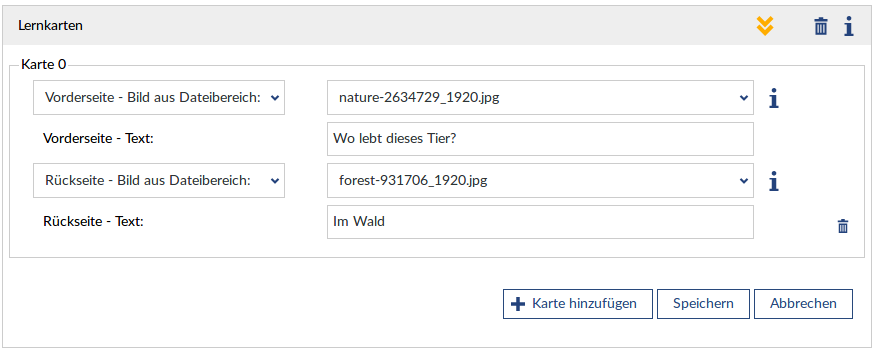 Lernkarten
Karte 0
Vorderseite - Bild aus Dateibereich: nature-2634729_1920.jpg
Vorderseite - Text: Wo lebt dieses Tier?
Rückseite - Bild aus Dateibereich: forest-931706_1920.jpg
Rückseite - Text: Im Wald
Karte hinzufügen Speichern Abbrechen